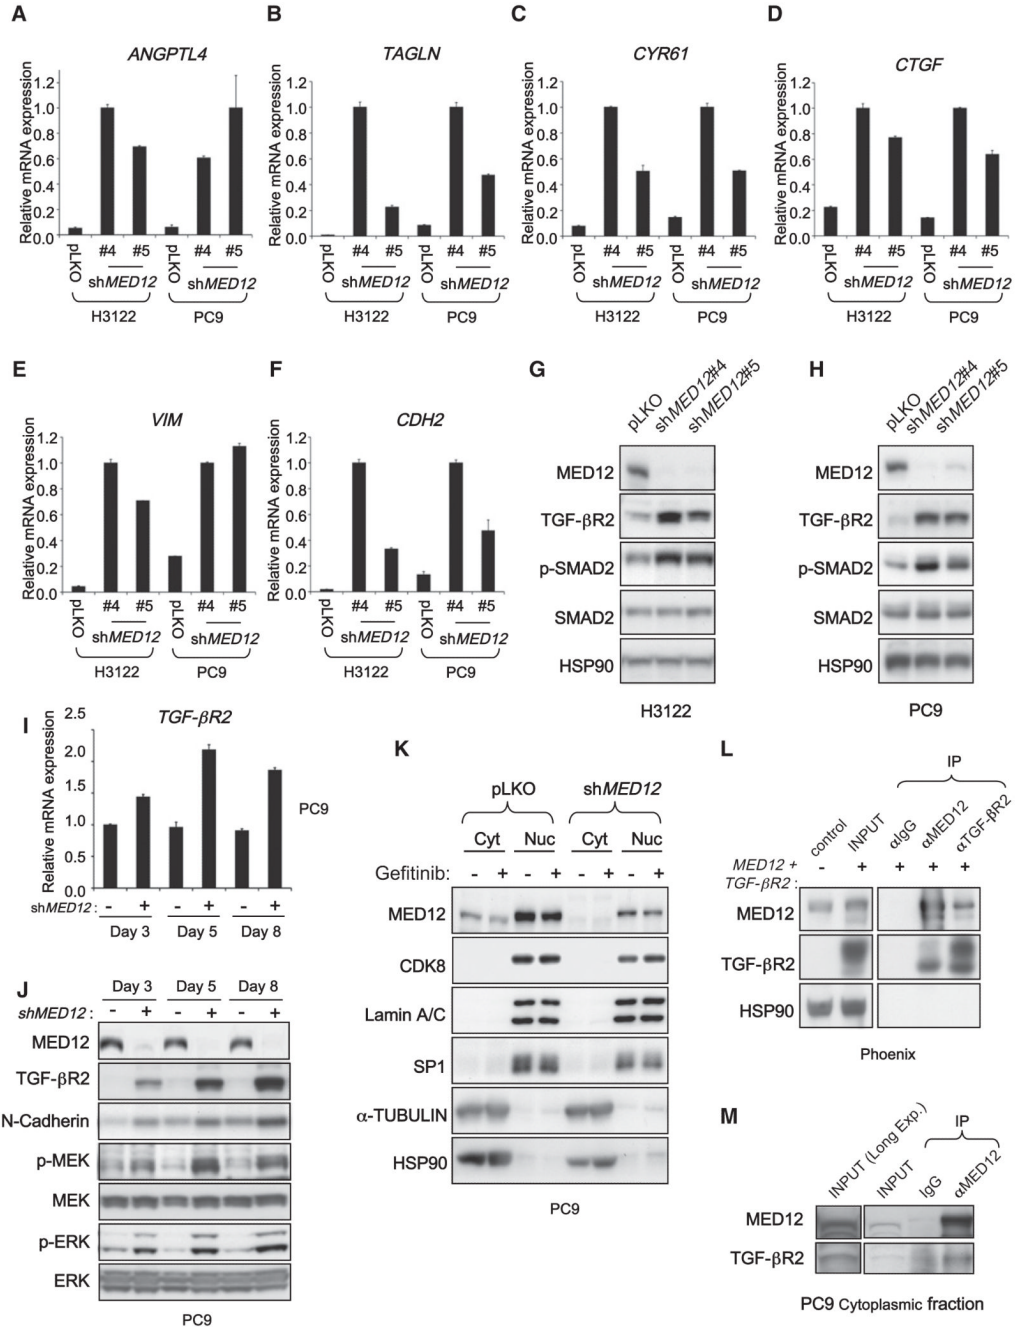 A
ANGPTL4
Relative mRNA expression
1.2
1.0
0.8
0.6
0.4
0.2
0.0
pLKO #4 #5 pLKO #4 #5
shMED12 shMED12
H3122 PC9
B
TAGLN
Relative mRNA expression
1.2
1.0
0.8
0.6
0.4
0.2
0.0
pLKO #4 #5 pLKO #4 #5
shMED12 shMED12
H3122 PC9
C
CYR61
Relative mRNA expression
1.2
1.0
0.8
0.6
0.4
0.2
0.0
pLKO #4 #5 pLKO #4 #5
shMED12 shMED12
H3122 PC9
D
CTGF
Relative mRNA expression
1.2
1.0
0.8
0.6
0.4
0.2
0.0
pLKO #4 #5 pLKO #4 #5
shMED12 shMED12
H3122 PC9
E
VIM
Relative mRNA expression
1.2
1.0
0.8
0.6
0.4
0.2
0.0
pLKO #4 #5 pLKO #4 #5
shMED12 shMED12
H3122 PC9
F
CDH2
Relative mRNA expression
1.2
1.0
0.8
0.6
0.4
0.2
0.0
pLKO #4 #5 pLKO #4 #5
shMED12 shMED12
H3122 PC9
G
pLKO shMED12#4 shMED12#5
MED12
TGF-βR2
p-SMAD2
SMAD2
HSP90
H3122
H
pLKO shMED12#4 shMED12#5
MED12
TGF-βR2
p-SMAD2
SMAD2
HSP90
PC9
I
TGF-βR2
Relative mRNA expression
2.5
2.0
1.5
1.0
0.5
0.0
PC9
shMED12 : - + - + - +
Day 3 Day 5 Day 8
J
Day 3 Day 5 Day 8
shMED12 : - + - + - +
MED12
TGF-βR2
N-Cadherin
p-MEK
MEK
p-ERK
ERK
PC9
K
pLKO shMED12
Cyt Nuc Cyt Nuc
Gefitinib: - + - + - + - +
MED12
CDK8
Lamin A/C
SP1
α-TUBULIN
HSP90
PC9
L
IP
control INPUT αIgG αMED12 αTGF-βR2
MED12 +
TGF-βR2 : - + + + +
MED12
TGF-βR2
HSP90
Phoenix
M
IP
INPUT (Long Exp.) INPUT IgG αMED12
MED12
TGF-βR2
PC9 Cytoplasmic fraction